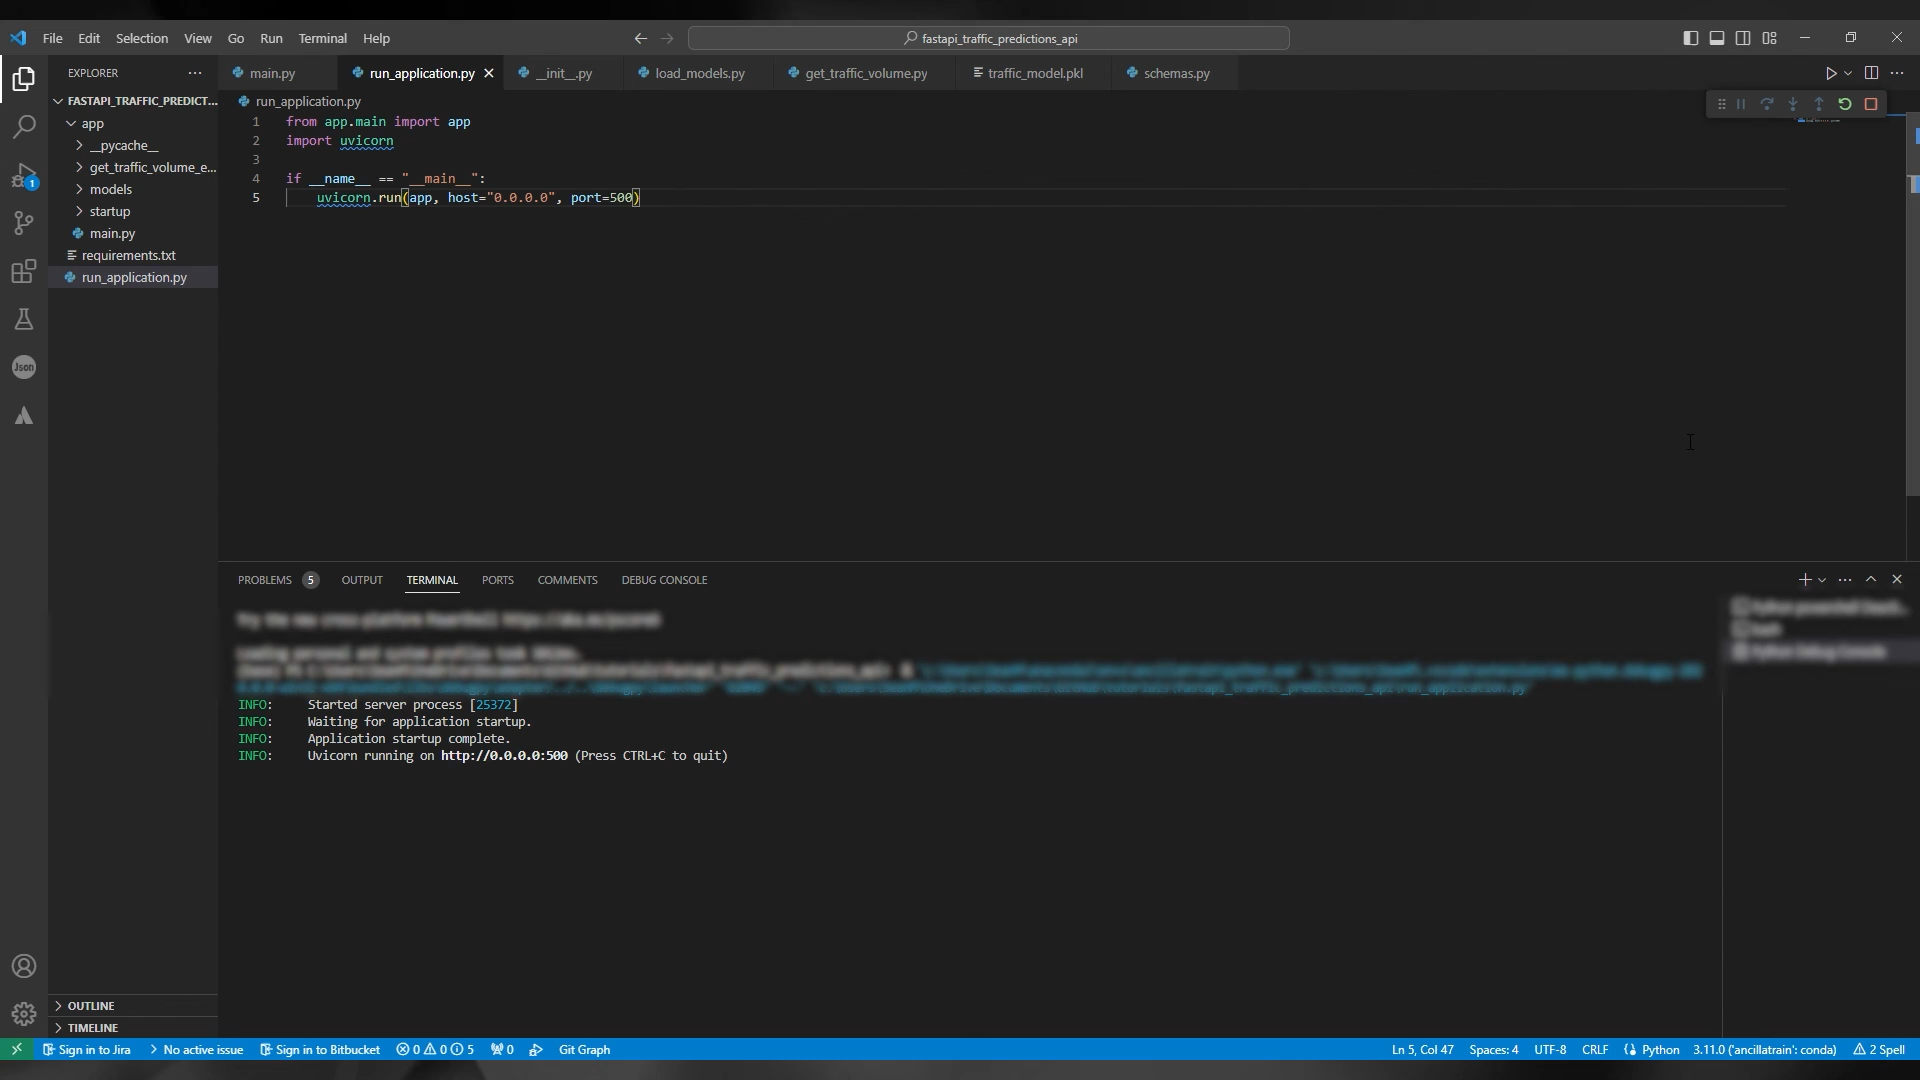 File Edit Selection View Go Run Terminal Help
fastapi_traffic_predictions_api
EXPLORER
main.py
run_application.py
__init__.py
load_models.py
get_traffic_volume.py
traffic_model.pkl
schemas.py
FASTAPI_TRAFFIC_PREDICT...
app
__pycache__
get_traffic_volume_e...
models
startup
main.py
requirements.txt
run_application.py
run_application.py
1 from app.main import app
2 import uvicorn
3
4 if __name__ == "__main__":
5 uvicorn.run(app, host="0.0.0.0", port=500)
1
Json
PROBLEMS 5 OUTPUT TERMINAL PORTS COMMENTS DEBUG CONSOLE
INFO: Started server process [25372]
INFO: Waiting for application startup.
INFO: Application startup complete.
INFO: Uvicorn running on http://0.0.0.0:500 (Press CTRL+C to quit)
OUTLINE
TIMELINE
Sign in to Jira No active issue Sign in to Bitbucket 0 0 5 0 Git Graph
Ln 5, Col 47 Spaces: 4 UTF-8 CRLF Python 3.11.0 ('ancillatrain': conda) 2 Spell